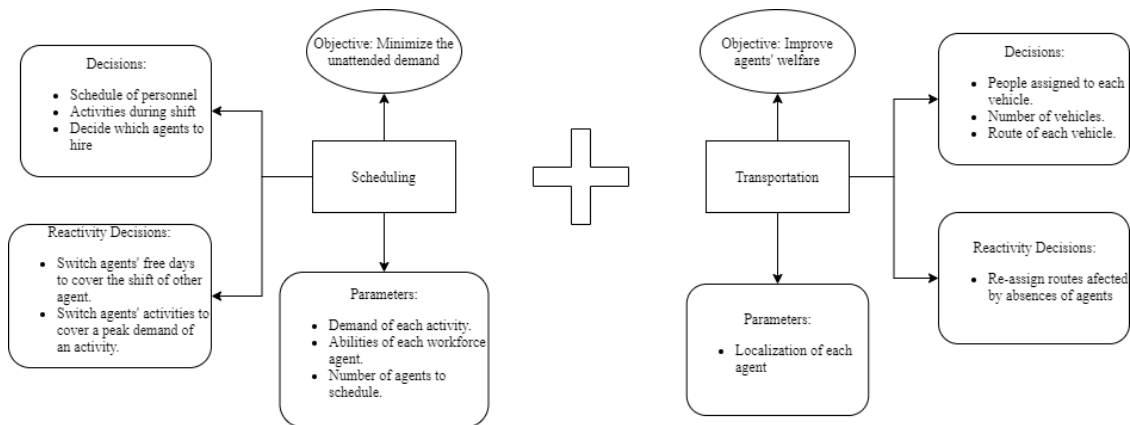 Objective: Minimize the
unattended demand
Decisions:
• Schedule of personnel
• Activities during shift
• Decide which agents to
hire
Scheduling
Reactivity Decisions:
• Switch agents' free days
to cover the shift of other
agent.
• Switch agents' activities to
cover a peak demand of
an activity.
Parameters:
• Demand of each activity.
• Abilities of each workforce
agent.
• Number of agents to
schedule.
Objective: Improve
agents' welfare
Decisions:
• People assigned to each
vehicle.
• Number of vehicles.
• Route of each vehicle.
Transportation
Reactivity Decisions:
• Re-assign routes afected
by absences of agents
Parameters:
• Localization of each
agent